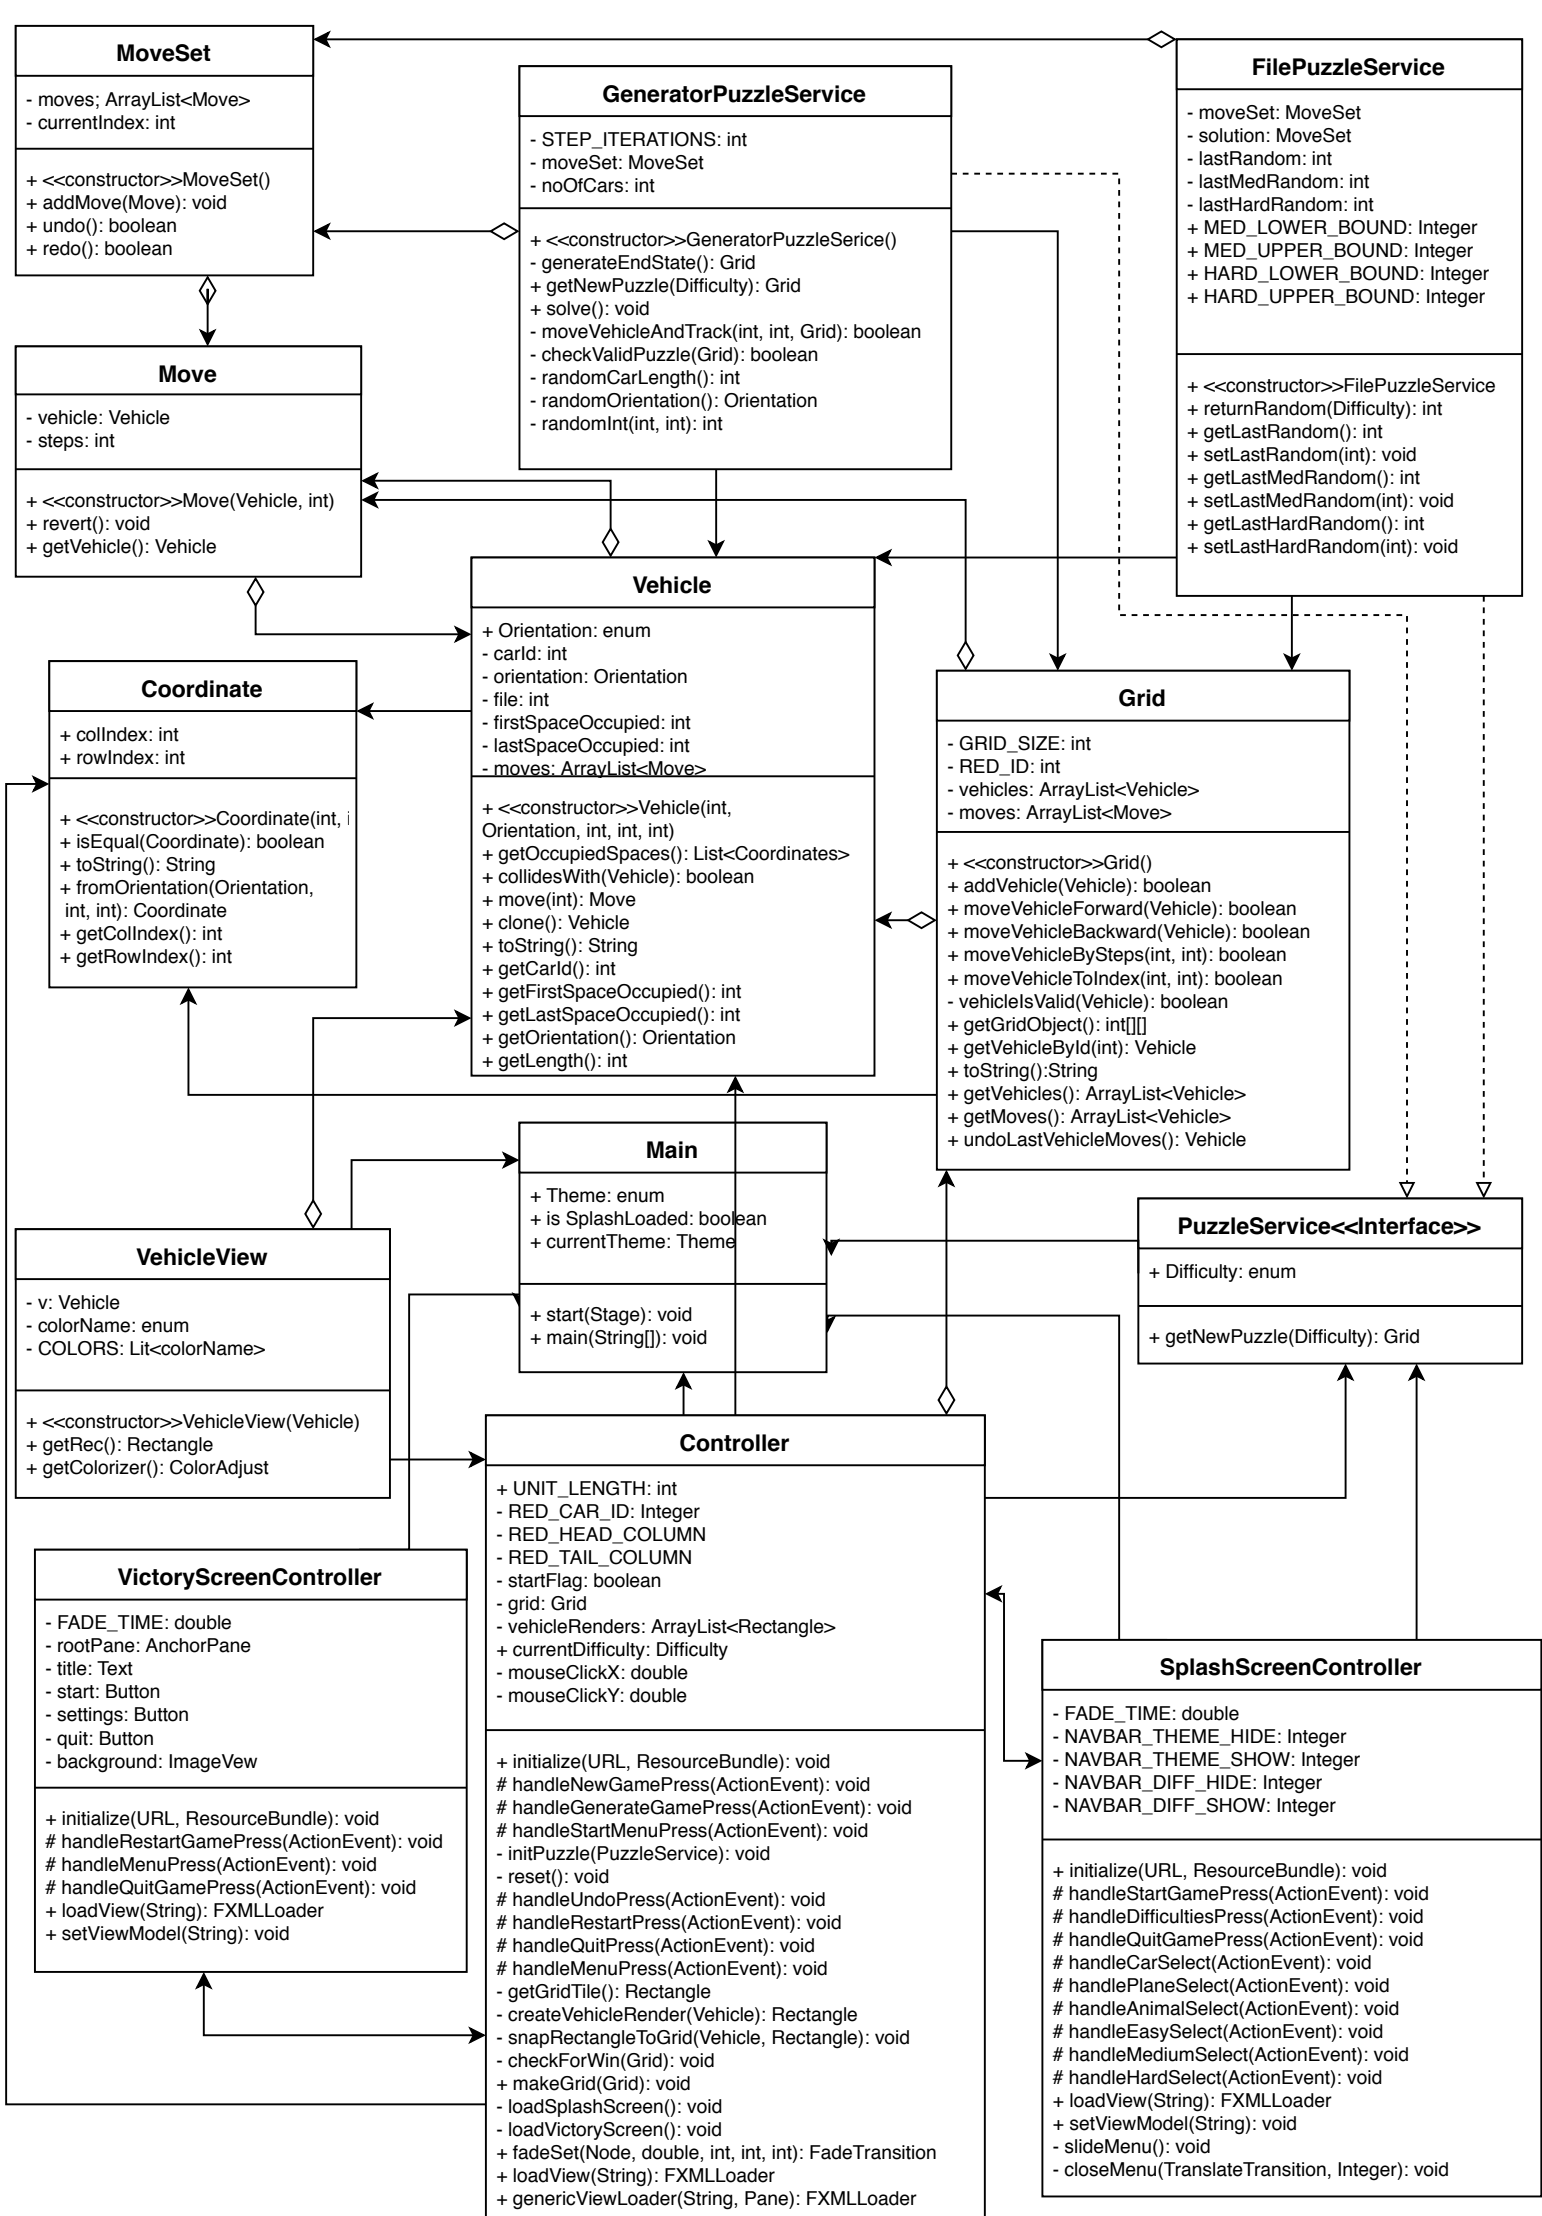 MoveSet
- moves; ArrayList<Move>
- currentIndex: int
+ <<constructor>>MoveSet()
+ addMove(Move): void
+ undo(): boolean
+ redo(): boolean
GeneratorPuzzleService
- STEP_ITERATIONS: int
- moveSet: MoveSet
- noOfCars: int
+ <<constructor>>GeneratorPuzzleSerice()
- generateEndState(): Grid
+ getNewPuzzle(Difficulty): Grid
+ solve(): void
- moveVehicleAndTrack(int, int, Grid): boolean
- checkValidPuzzle(Grid): boolean
- randomCarLength(): int
- randomOrientation(): Orientation
- randomInt(int, int): int
FilePuzzleService
- moveSet: MoveSet
- solution: MoveSet
- lastRandom: int
- lastMedRandom: int
- lastHardRandom: int
+ MED_LOWER_BOUND: Integer
+ MED_UPPER_BOUND: Integer
+ HARD_LOWER_BOUND: Integer
+ HARD_UPPER_BOUND: Integer
+ <<constructor>>FilePuzzleService
+ returnRandom(Difficulty): int
+ getLastRandom(): int
+ setLastRandom(int): void
+ getLastMedRandom(): int
+ setLastMedRandom(int): void
+ getLastHardRandom(): int
+ setLastHardRandom(int): void
Move
- vehicle: Vehicle
- steps: int
+ <<constructor>>Move(Vehicle, int)
+ revert(): void
+ getVehicle(): Vehicle
Vehicle
+ Orientation: enum
- carId: int
- orientation: Orientation
- file: int
- firstSpaceOccupied: int
- lastSpaceOccupied: int
- moves: ArrayList<Move>
+ <<constructor>>Vehicle(int,
Orientation, int, int, int)
+ getOccupiedSpaces(): List<Coordinates>
+ collidesWith(Vehicle): boolean
+ move(int): Move
+ clone(): Vehicle
+ toString(): String
+ getCarId(): int
+ getFirstSpaceOccupied(): int
+ getLastSpaceOccupied(): int
+ getOrientation(): Orientation
+ getLength(): int
Coordinate
+ colIndex: int
+ rowIndex: int
+ <<constructor>>Coordinate(int, i
+ isEqual(Coordinate): boolean
+ toString(): String
+ fromOrientation(Orientation,
int, int): Coordinate
+ getColIndex(): int
+ getRowIndex(): int
Grid
- GRID_SIZE: int
- RED_ID: int
- vehicles: ArrayList<Vehicle>
- moves: ArrayList<Move>
+ <<constructor>>Grid()
+ addVehicle(Vehicle): boolean
+ moveVehicleForward(Vehicle): boolean
+ moveVehicleBackward(Vehicle): boolean
+ moveVehicleBySteps(int, int): boolean
+ moveVehicleToIndex(int, int): boolean
- vehicleIsValid(Vehicle): boolean
+ getGridObject(): int[][]
+ getVehicleById(int): Vehicle
+ toString():String
+ getVehicles(): ArrayList<Vehicle>
+ getMoves(): ArrayList<Vehicle>
+ undoLastVehicleMoves(): Vehicle
Main
+ Theme: enum
+ is SplashLoaded: boolean
+ currentTheme: Theme
+ start(Stage): void
+ main(String[]): void
PuzzleService<<Interface>>
+ Difficulty: enum
+ getNewPuzzle(Difficulty): Grid
VehicleView
- v: Vehicle
- colorName: enum
- COLORS: Lit<colorName>
+ <<constructor>>VehicleView(Vehicle)
+ getRec(): Rectangle
+ getColorizer(): ColorAdjust
Controller
+ UNIT_LENGTH: int
- RED_CAR_ID: Integer
- RED_HEAD_COLUMN
- RED_TAIL_COLUMN
- startFlag: boolean
- grid: Grid
- vehicleRenders: ArrayList<Rectangle>
+ currentDifficulty: Difficulty
- mouseClickX: double
- mouseClickY: double
+ initialize(URL, ResourceBundle): void
# handleNewGamePress(ActionEvent): void
# handleGenerateGamePress(ActionEvent): void
# handleStartMenuPress(ActionEvent): void
- initPuzzle(PuzzleService): void
- reset(): void
# handleUndoPress(ActionEvent): void
# handleRestartPress(ActionEvent): void
# handleQuitPress(ActionEvent): void
# handleMenuPress(ActionEvent): void
- getGridTile(): Rectangle
- createVehicleRender(Vehicle): Rectangle
- snapRectangleToGrid(Vehicle, Rectangle): void
- checkForWin(Grid): void
+ makeGrid(Grid): void
- loadSplashScreen(): void
- loadVictoryScreen(): void
+ fadeSet(Node, double, int, int, int): FadeTransition
+ loadView(String): FXMLLoader
+ genericViewLoader(String, Pane): FXMLLoader
VictoryScreenController
- FADE_TIME: double
- rootPane: AnchorPane
- title: Text
- start: Button
- settings: Button
- quit: Button
- background: ImageVew
+ initialize(URL, ResourceBundle): void
# handleRestartGamePress(ActionEvent): void
# handleMenuPress(ActionEvent): void
# handleQuitGamePress(ActionEvent): void
+ loadView(String): FXMLLoader
+ setViewModel(String): void
SplashScreenController
- FADE_TIME: double
- NAVBAR_THEME_HIDE: Integer
- NAVBAR_THEME_SHOW: Integer
- NAVBAR_DIFF_HIDE: Integer
- NAVBAR_DIFF_SHOW: Integer
+ initialize(URL, ResourceBundle): void
# handleStartGamePress(ActionEvent): void
# handleDifficultiesPress(ActionEvent): void
# handleQuitGamePress(ActionEvent): void
# handleCarSelect(ActionEvent): void
# handlePlaneSelect(ActionEvent): void
# handleAnimalSelect(ActionEvent): void
# handleEasySelect(ActionEvent): void
# handleMediumSelect(ActionEvent): void
# handleHardSelect(ActionEvent): void
+ loadView(String): FXMLLoader
+ setViewModel(String): void
- slideMenu(): void
- closeMenu(TranslateTransition, Integer): void